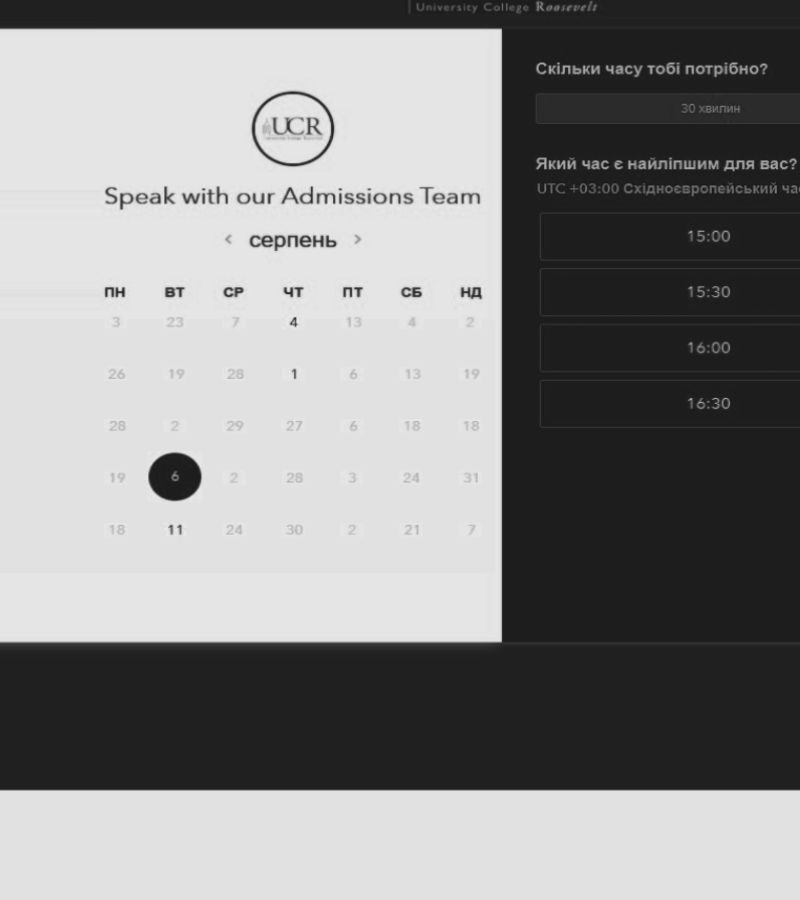 University College Roosevelt
UCR
Speak with our Admissions Team
< серпень >
ПН ВТ СР ЧТ ПТ СБ НД
3 23 7 4 13 4 2
26 19 28 1 6 13 19
28 2 29 27 6 18 18
19 6 2 28 3 24 31
18 11 24 30 2 21 7
Скільки часу тобі потрібно?
30 хвилин
Який час є найліпшим для вас?
UTC +03:00 Східноєвропейський ча
15:00
15:30
16:00
16:30